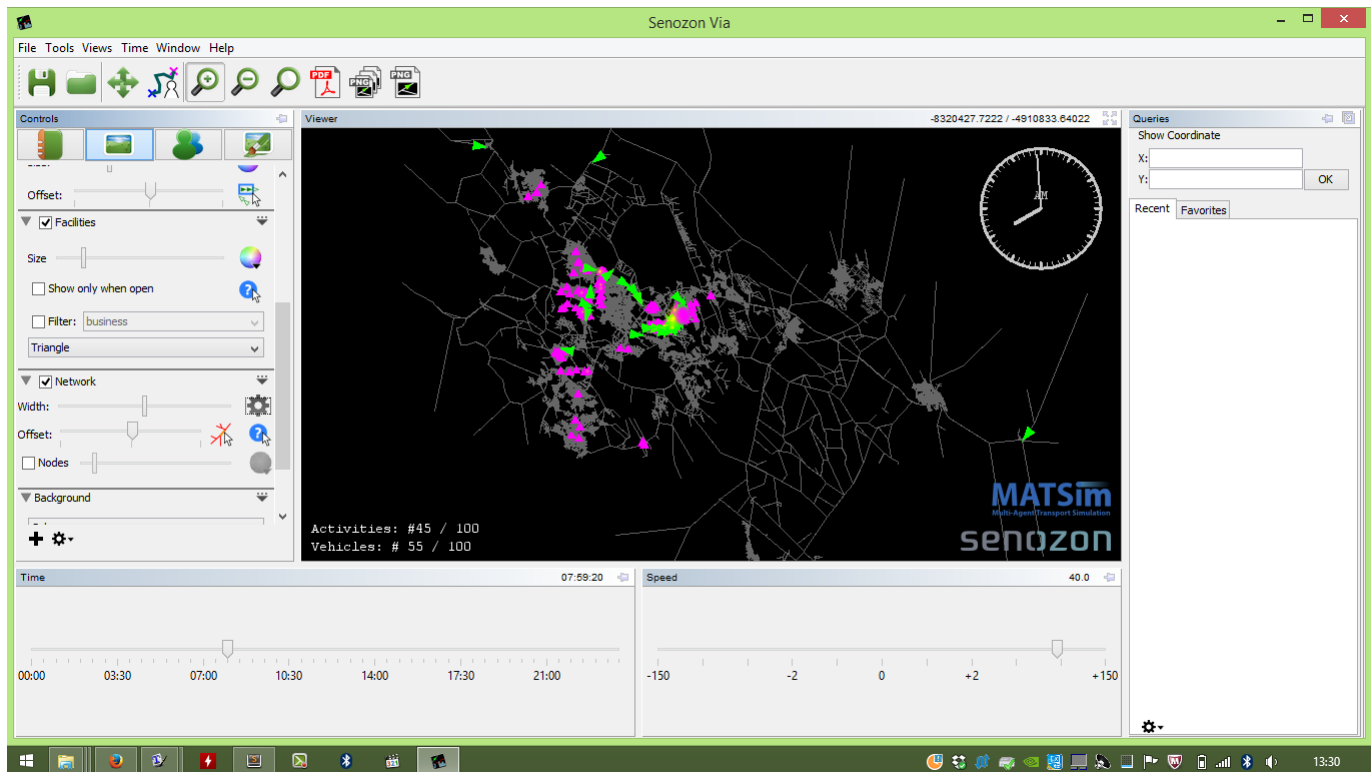 Senozon Via
File Tools Views Time Window Help
PDF PNG PNG
Controls
Viewer
-8320427.7222 / -4910833.64022
Queries
Show Coordinate
X:
Y:
OK
Recent Favorites
Offset:
Facilities
Size
Show only when open
Filter: business
Triangle
Network
Width:
Offset:
Nodes
Background
AM
MATSim
Multi-Agent Transport Simulation
senozon
Activities: #45 / 100
Vehicles: # 55 / 100
Time 07:59:20
00:00 03:30 07:00 10:30 14:00 17:30 21:00
Speed 40.0
-150 -2 0 +2 +150
13:30